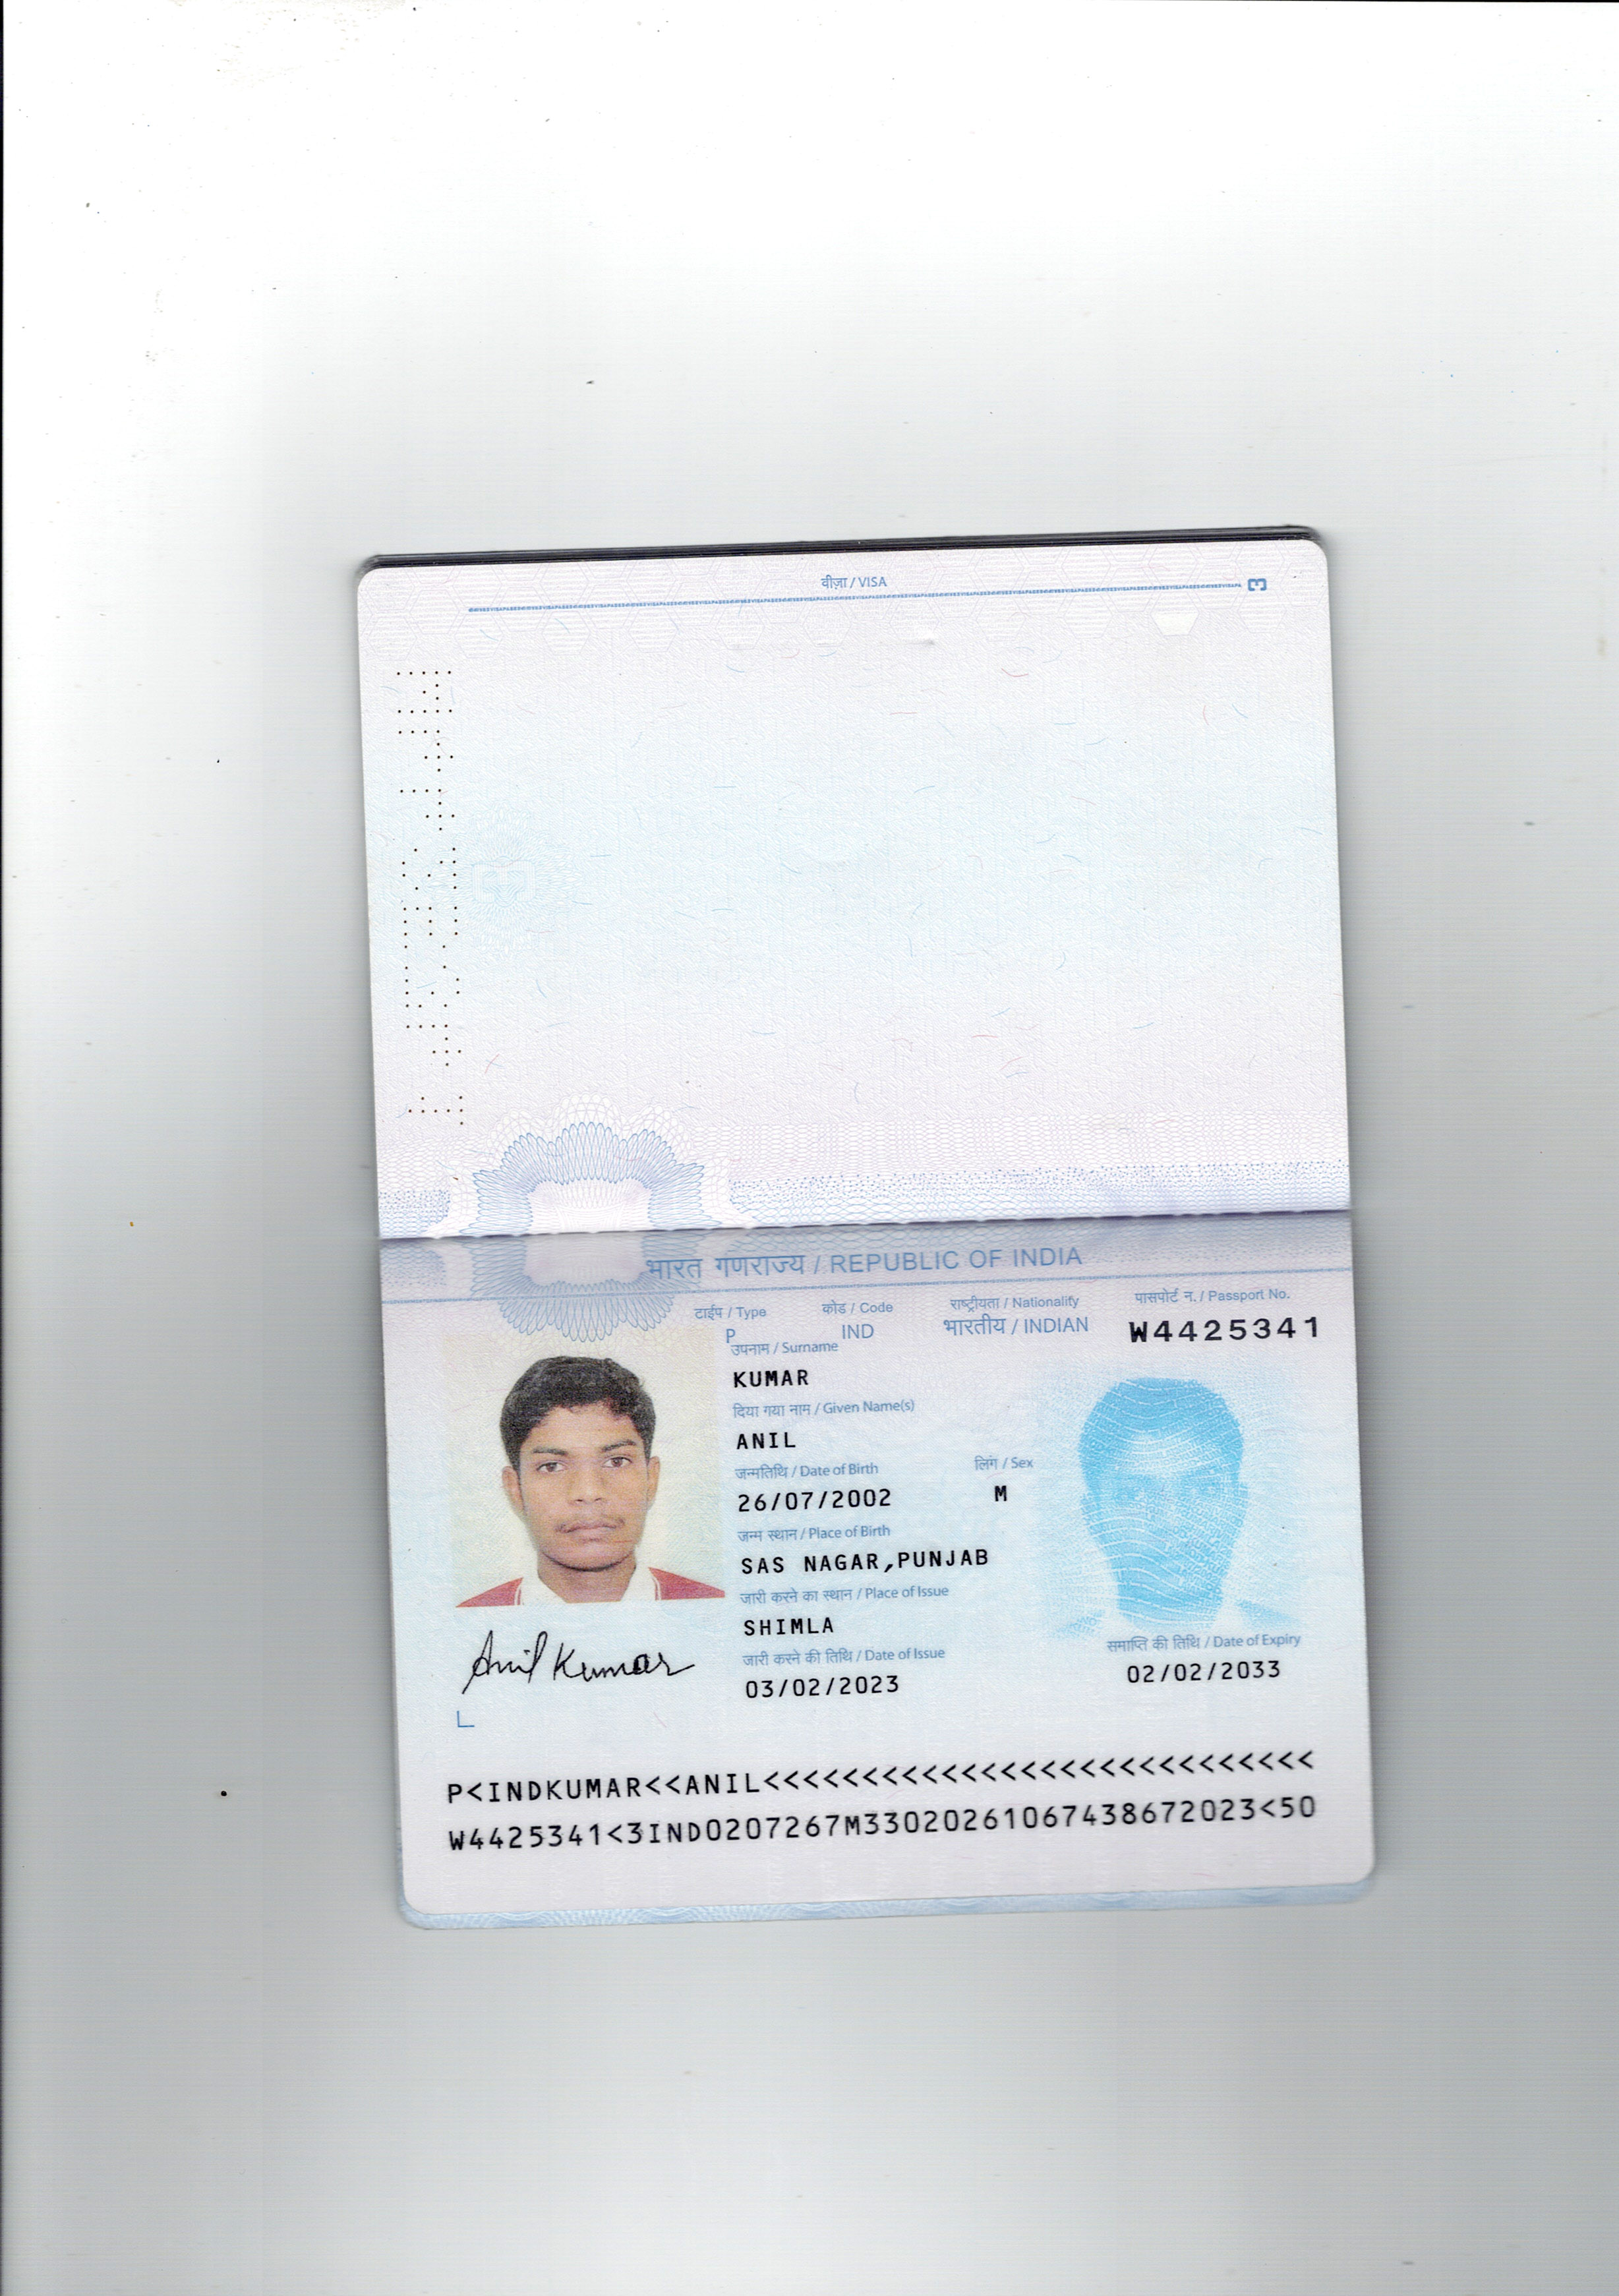 वीज़ा / VISA
3
भारत गणराज्य / REPUBLIC OF INDIA
टाईप / Type कोड / Code राष्ट्रीयता / Nationality पासपोर्ट न. / Passport No.
P IND भारतीय / INDIAN W4425341
उपनाम / Surname
KUMAR
दिया गया नाम / Given Name(s)
ANIL
जन्मतिथि / Date of Birth लिंग / Sex
26/07/2002 M
जन्म स्थान / Place of Birth
SAS NAGAR,PUNJAB
जारी करने का स्थान / Place of Issue
SHIMLA
जारी करने की तिथि / Date of Issue समाप्ति की तिथि / Date of Expiry
03/02/2023 02/02/2033
Anil Kumar
P<INDKUMAR<<ANIL<<<<<<<<<<<<<<<<<<<<<<<<<<<<
W4425341<3IND0207267M33020261067438672023<50